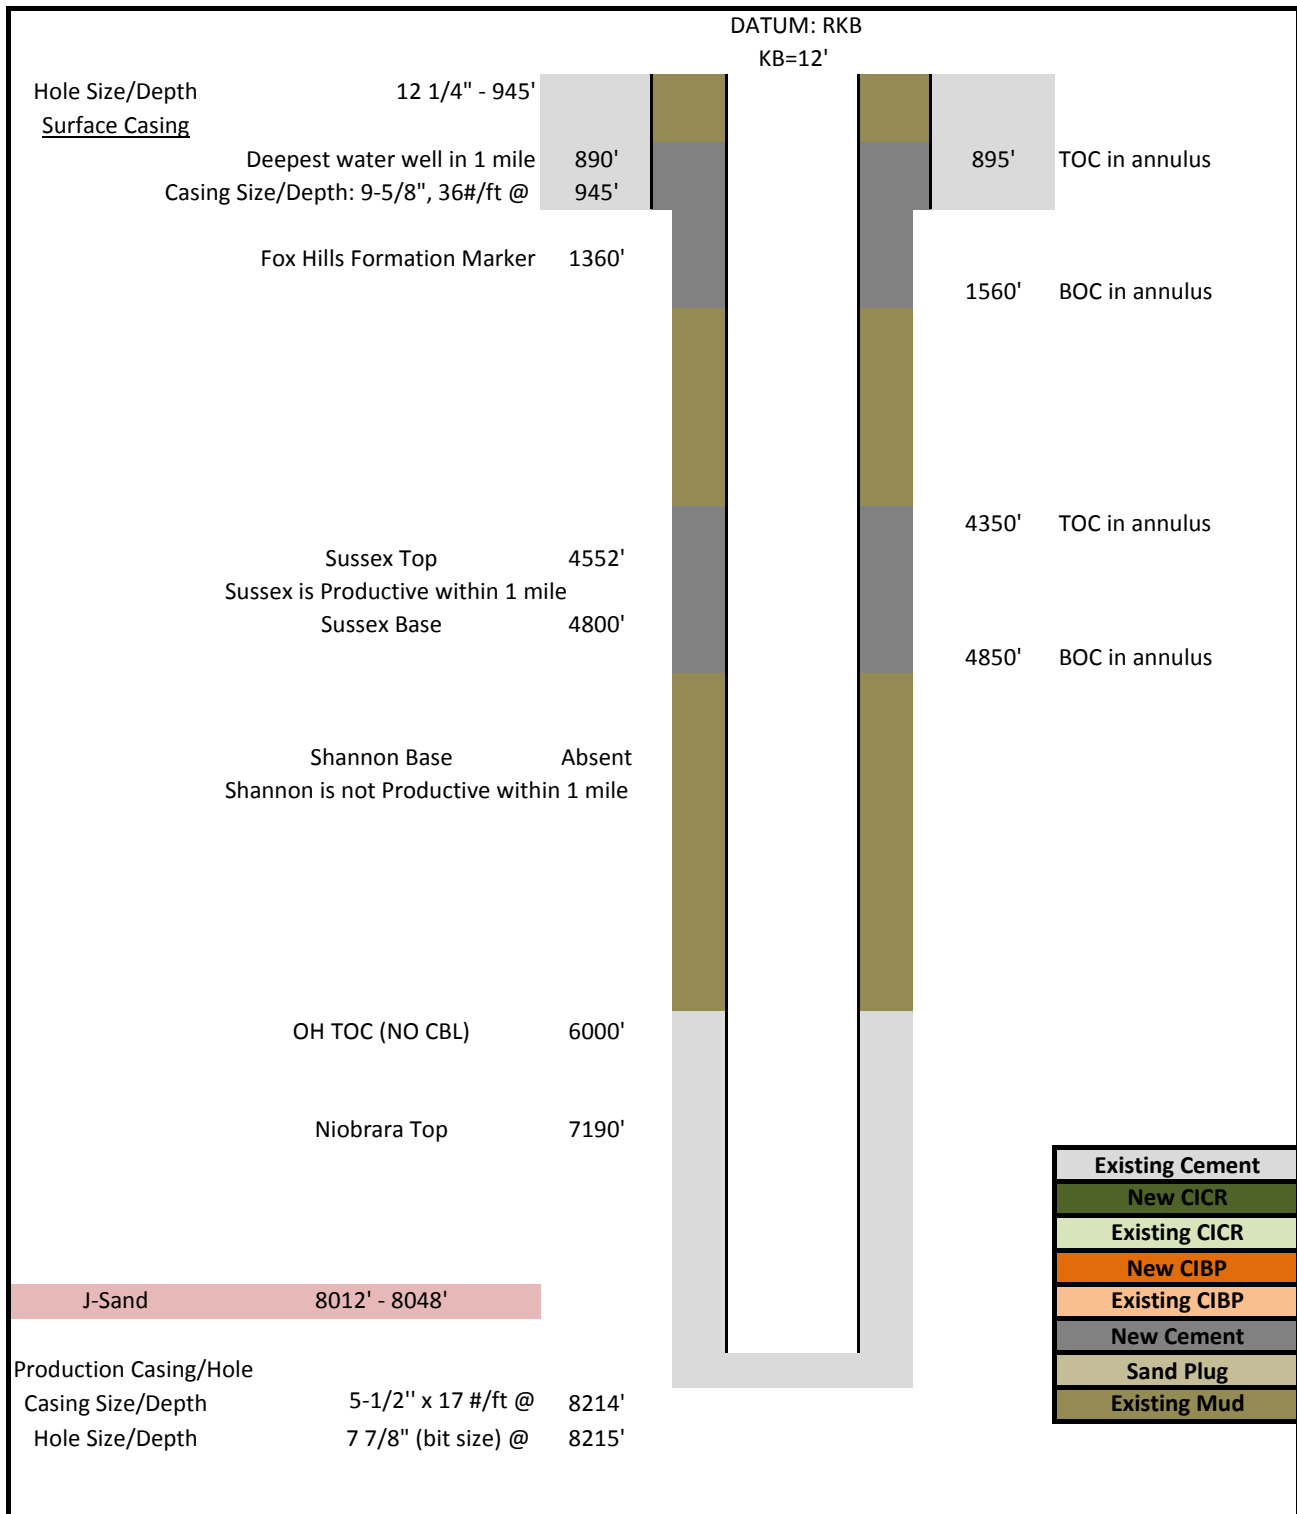 DATUM: RKB
KB=12'
Hole Size/Depth 12 1/4" - 945'
Surface Casing
Deepest water well in 1 mile 890' 895' TOC in annulus
Casing Size/Depth: 9-5/8", 36#/ft @ 945'
Fox Hills Formation Marker 1360'
1560' BOC in annulus
4350' TOC in annulus
Sussex Top 4552'
Sussex is Productive within 1 mile
Sussex Base 4800'
4850' BOC in annulus
Shannon Base Absent
Shannon is not Productive within 1 mile
OH TOC (NO CBL) 6000'
Niobrara Top 7190'
Existing Cement
New CICR
Existing CICR
New CIBP
Existing CIBP
New Cement
Sand Plug
Existing Mud
J-Sand 8012' - 8048'
Production Casing/Hole
Casing Size/Depth 5-1/2'' x 17 #/ft @ 8214'
Hole Size/Depth 7 7/8" (bit size) @ 8215'